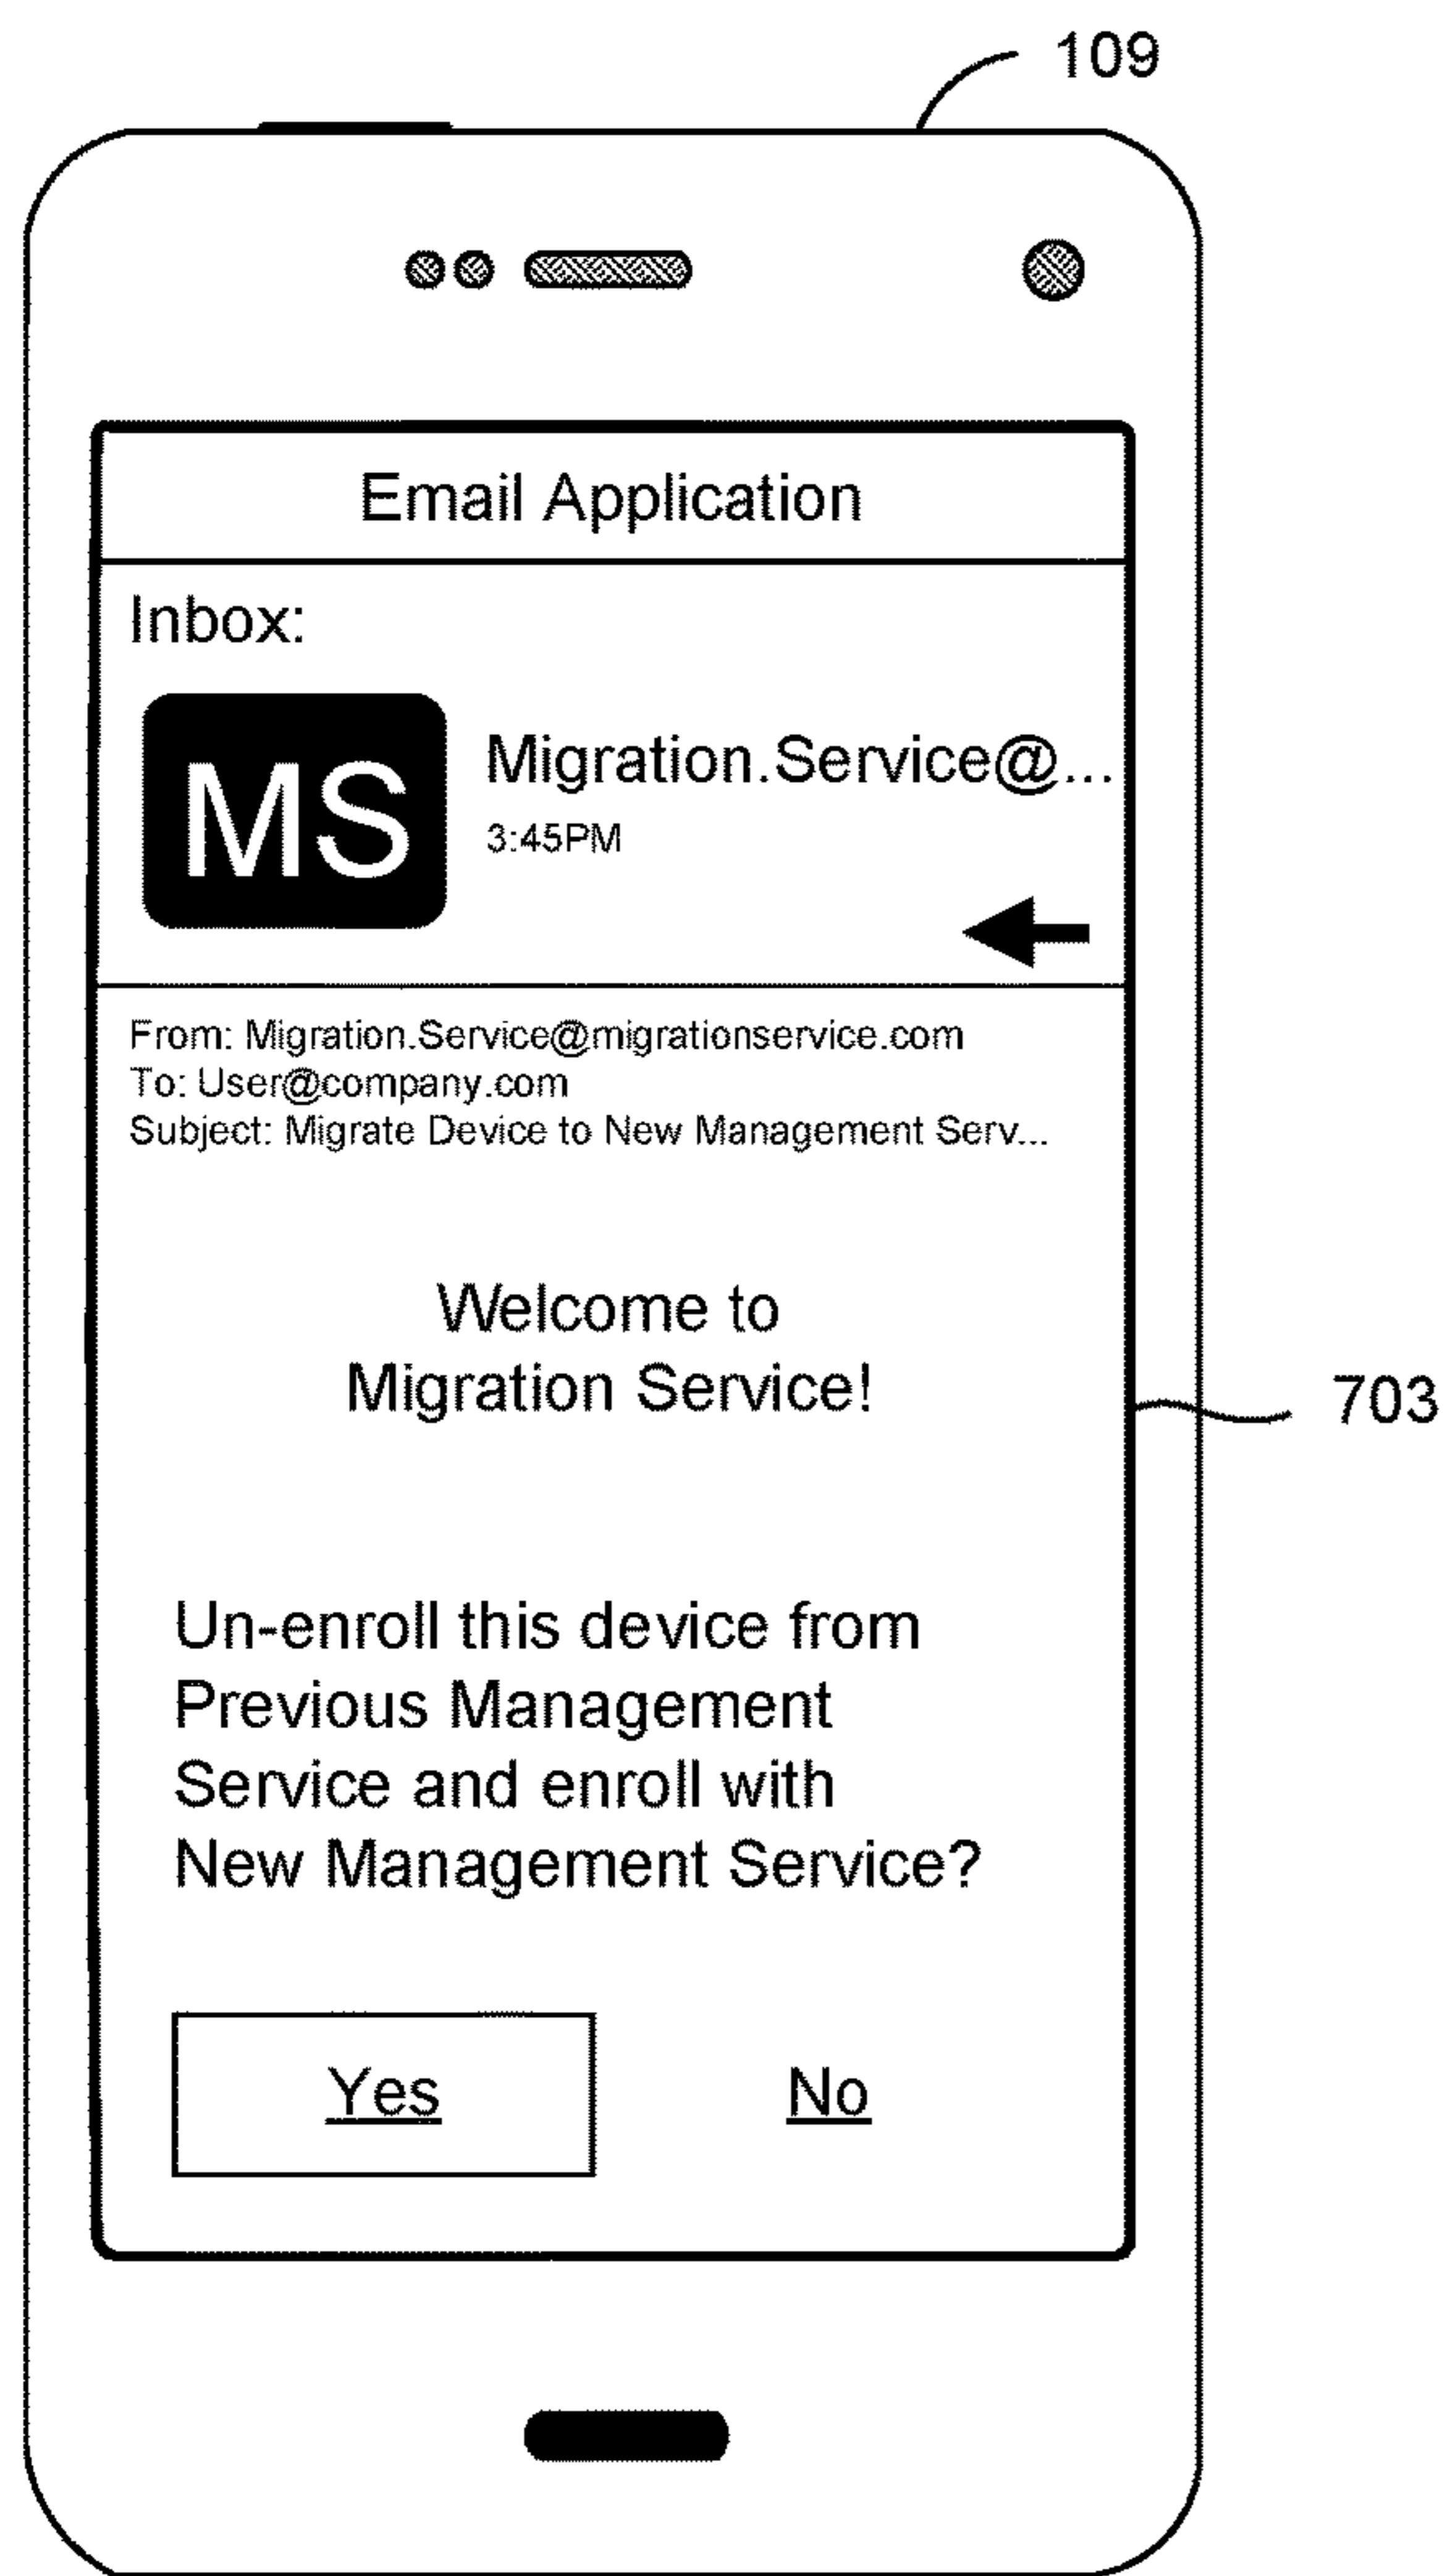 109
Email Application
Inbox:
MS
Migration.Service@...
3:45PM
From: Migration.Service@migrationservice.com
To: User@company.com
Subject: Migrate Device to New Management Serv...
Welcome to
Migration Service!
703
Un-enroll this device from
Previous Management
Service and enroll with
New Management Service?
Yes
No